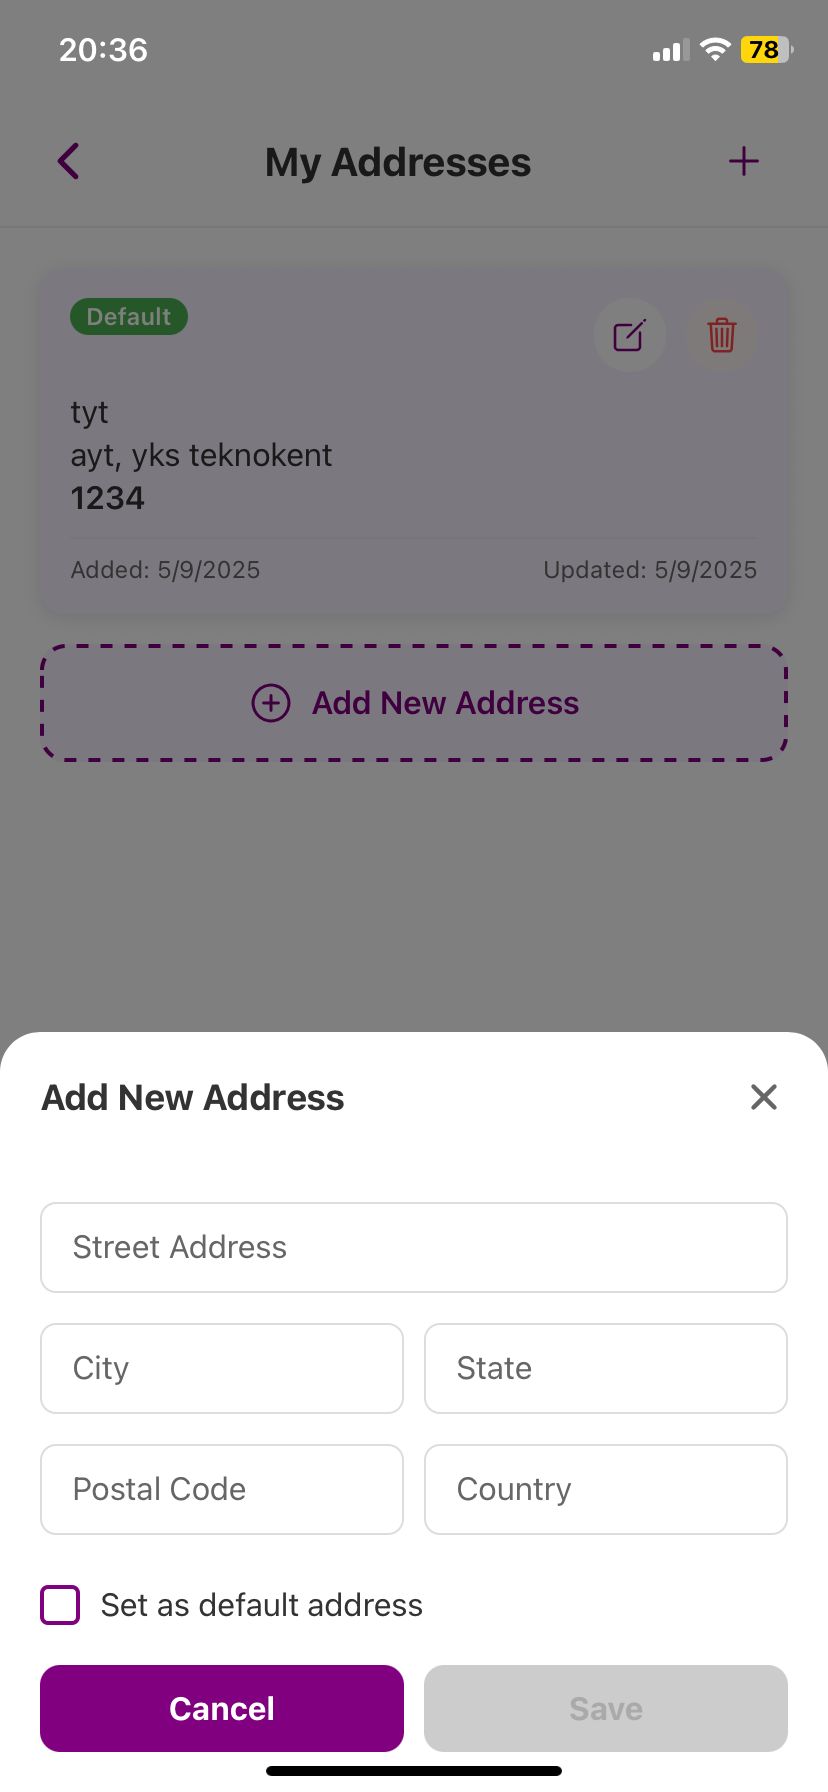 20:36
78
My Addresses
Default
tyt
ayt, yks teknokent
1234
Added: 5/9/2025
Updated: 5/9/2025
Add New Address
Add New Address
Street Address
City
State
Postal Code
Country
Set as default address
Cancel
Save